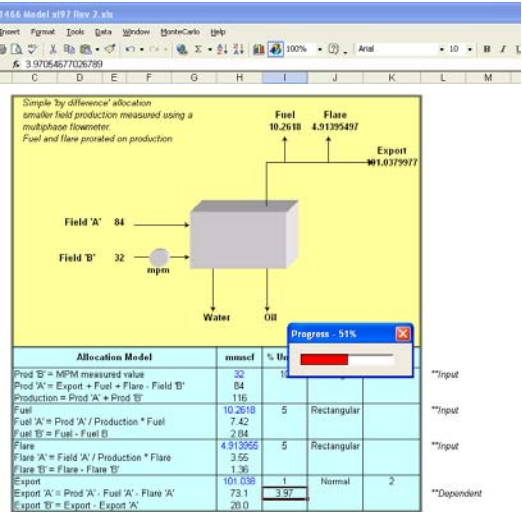 1466 Model xl97 Rev 2.xls
Insert Format Tools Data Window MonteCarlo Help
100% Arial 10 B I U
fx 3.97054677026789
C D E F G H I J K L M
Simple 'by difference' allocation
smaller field production measured using a
multiphase flowmeter.
Fuel and flare prorated on production
Fuel Flare
10.2618 4.91395497
Export
101.0379977
Field 'A' 84
Field 'B' 32
mpm
Water Oil
Progress - 51%
Allocation Model mmscf % Un
Prod 'B' = MPM measured value 32 10 **Input
Prod 'A' = Export + Fuel + Flare - Field 'B' 84
Production = Prod 'A' + Prod 'B' 116
Fuel 10.2618 5 Rectangular **Input
Fuel 'A' = Prod 'A' / Production * Fuel 7.42
Fuel 'B' = Fuel - Fuel B 2.84
Flare 4.913955 5 Rectangular **Input
Flare 'A' = Field 'A' / Production * Flare 3.55
Flare 'B' = Flare - Flare 'B' 1.36
Export 101.038 1 Normal 2
Export 'A' = Prod 'A' - Fuel 'A' - Flare 'A' 73.1 3.97 **Dependent
Export 'B' = Export - Export 'A' 28.0